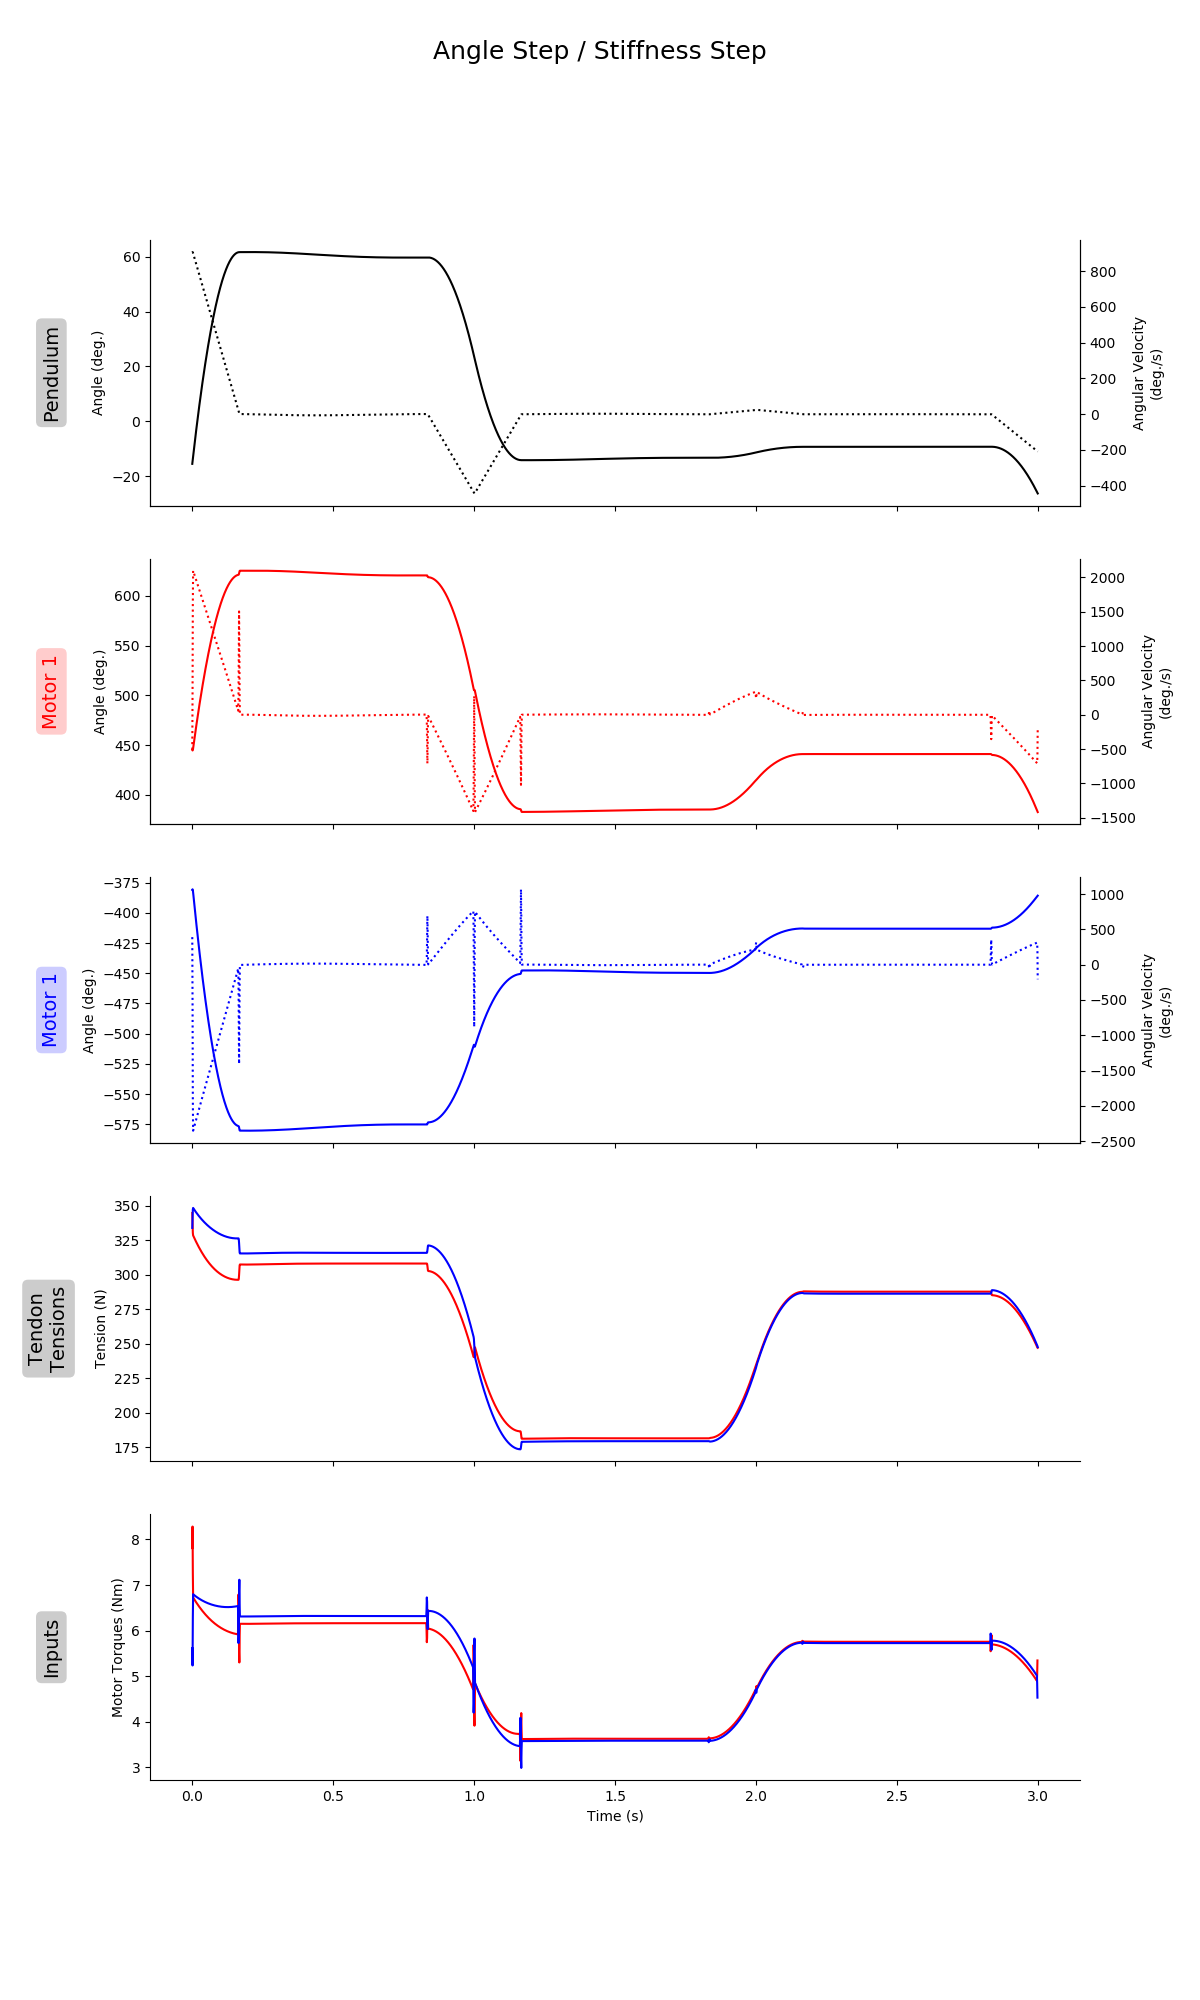 Angle Step / Stiffness Step
Pendulum
Angle (deg.)
60
40
20
0
−20
800
600
400
200
0
−200
−400
Angular Velocity
(deg./s)
Motor 1
Angle (deg.)
600
550
500
450
400
2000
1500
1000
500
0
−500
−1000
−1500
Angular Velocity
(deg./s)
Motor 1
Angle (deg.)
−375
−400
−425
−450
−475
−500
−525
−550
−575
1000
500
0
−500
−1000
−1500
−2000
−2500
Angular Velocity
(deg./s)
Tendon
Tensions
Tension (N)
350
325
300
275
250
225
200
175
Inputs
Motor Torques (Nm)
8
7
6
5
4
3
0.0 0.5 1.0 1.5 2.0 2.5 3.0
Time (s)